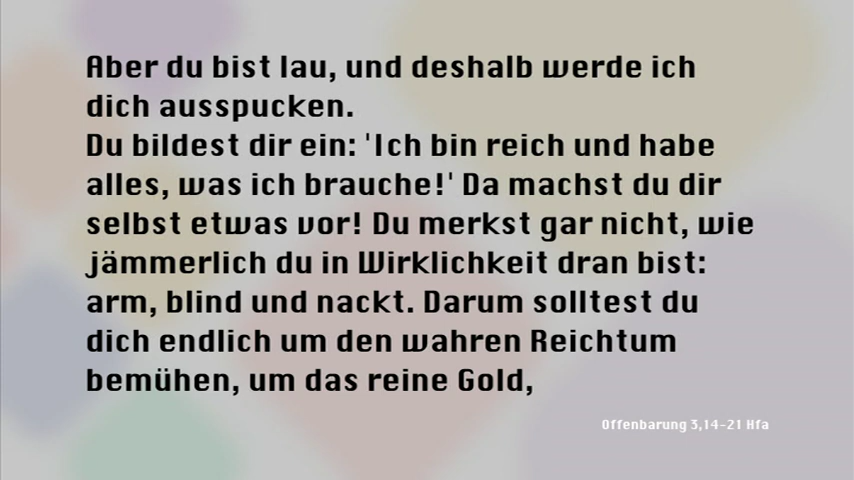 Aber du bist lau, und deshalb werde ich
dich ausspucken.
Du bildest dir ein: 'Ich bin reich und habe
alles, was ich brauche!' Da machst du dir
selbst etwas vor! Du merkst gar nicht, wie
jämmerlich du in Wirklichkeit dran bist:
arm, blind und nackt. Darum solltest du
dich endlich um den wahren Reichtum
bemühen, um das reine Gold,
Offenbarung 3,14-21 Hfa